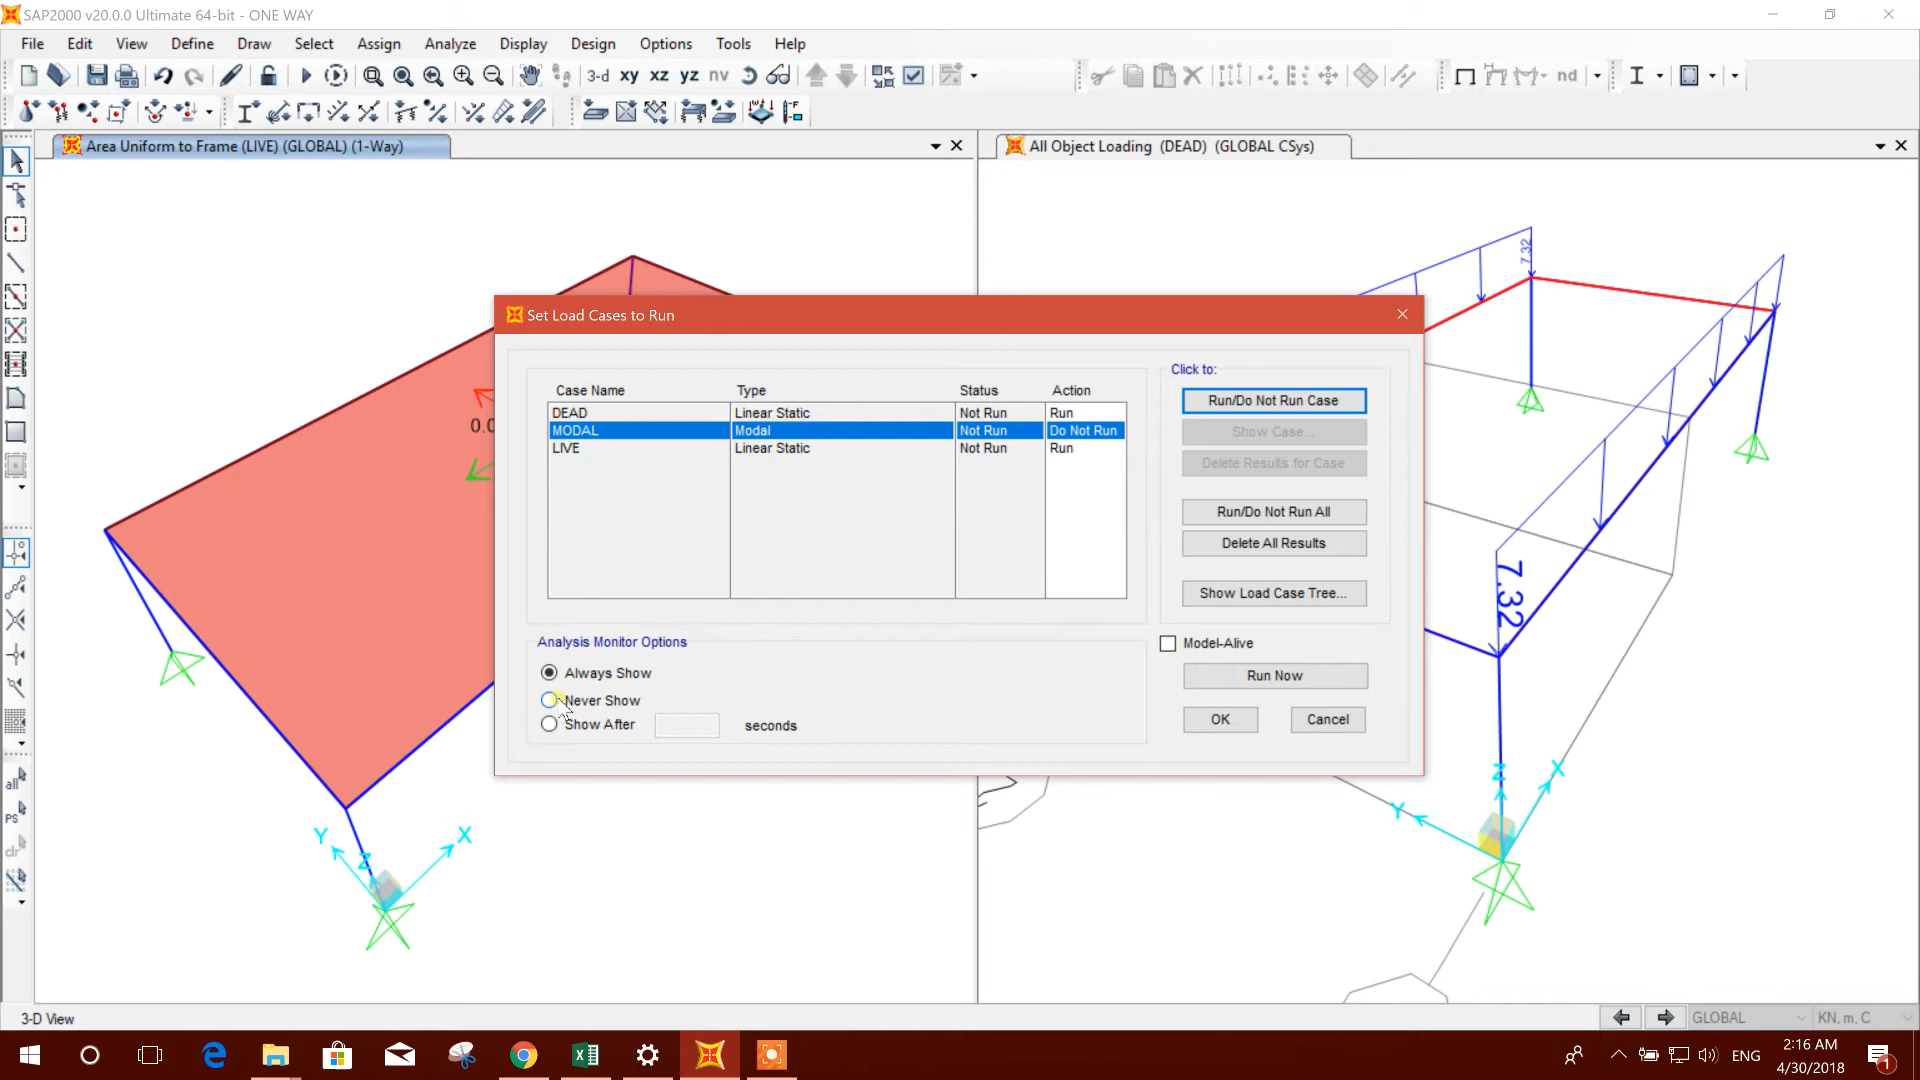 SAP2000 v20.0.0 Ultimate 64-bit - ONE WAY
File Edit View Define Draw Select Assign Analyze Display Design Options Tools Help
3-d xy xz yz nv nd
Area Uniform to Frame (LIVE) (GLOBAL) (1-Way)
All Object Loading (DEAD) (GLOBAL CSys)
7.32
Set Load Cases to Run
Click to:
Case Name Type Status Action
Run/Do Not Run Case
DEAD Linear Static Not Run Run
MODAL Modal Not Run Do Not Run
Show Case...
LIVE Linear Static Not Run Run
Delete Results for Case
0.0
Run/Do Not Run All
Delete All Results
Show Load Case Tree...
7.32
Analysis Monitor Options
Model-Alive
Always Show
Run Now
Never Show
Show After seconds
OK Cancel
Y Z X
Y Z X
all
PS
clr
3-D View
GLOBAL KN, m, C
ENG
2:16 AM
4/30/2018
1